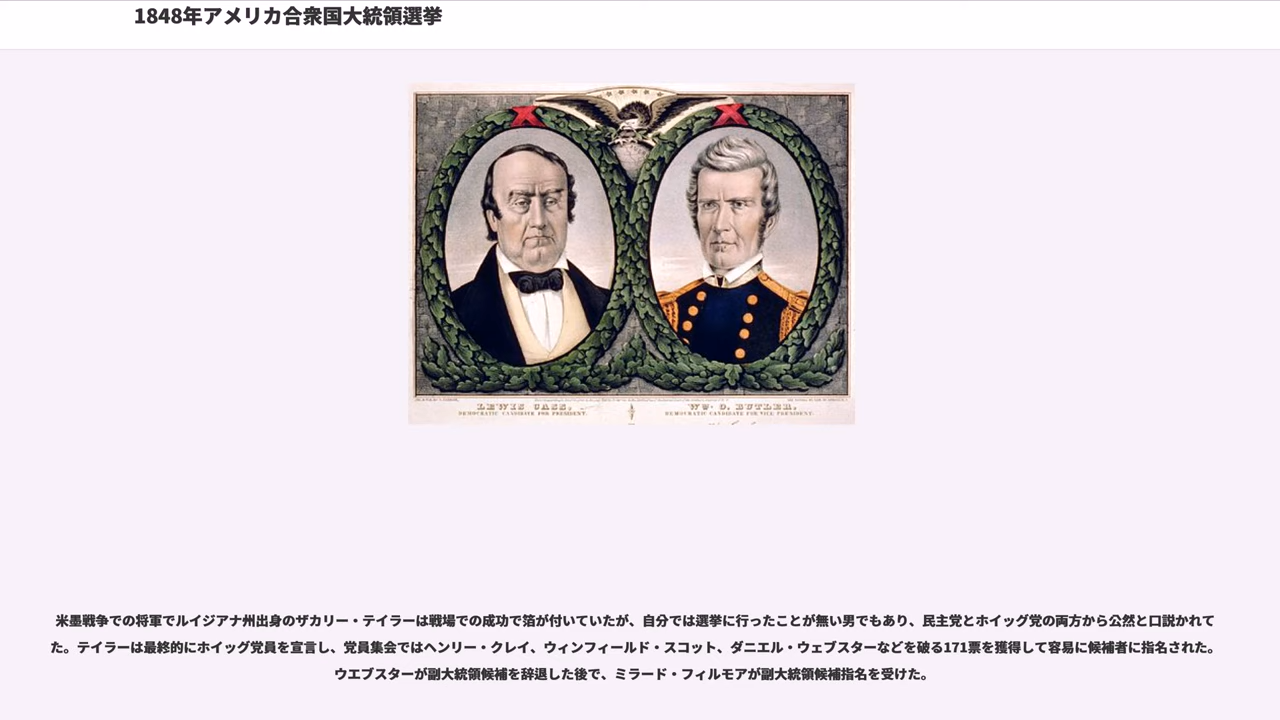 1848年アメリカ合衆国大統領選挙
LEWIS CASS,
DEMOCRATIC CANDIDATE FOR PRESIDENT.
WM. O. BUTLER,
DEMOCRATIC CANDIDATE FOR VICE PRESIDENT.
米墨戦争での将軍でルイジアナ州出身のザカリー・テイラーは戦場での成功で箔が付いていたが、自分では選挙に行ったことが無い男でもあり、民主党とホイッグ党の両方から公然と口説かれて
た。テイラーは最終的にホイッグ党員を宣言し、党員集会ではヘンリー・クレイ、ウィンフィールド・スコット、ダニエル・ウェブスターなどを破る171票を獲得して容易に候補者に指名された。
ウエブスターが副大統領候補を辞退した後で、ミラード・フィルモアが副大統領候補指名を受けた。